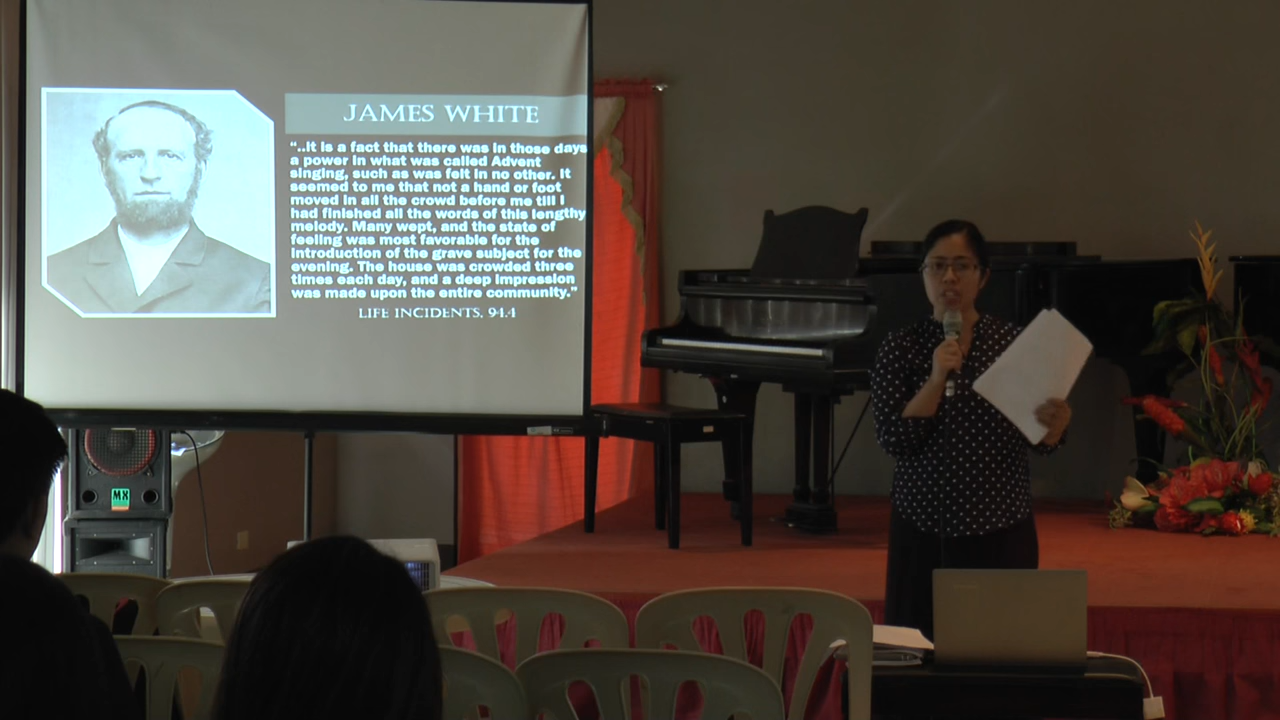 JAMES WHITE
"..it is a fact that there was in those days
a power in what was called Advent
singing, such as was felt in no other. It
seemed to me that not a hand or foot
moved in all the crowd before me till I
had finished all the words of this lengthy
melody. Many wept, and the state of
feeling was most favorable for the
introduction of the grave subject for the
evening. The house was crowded three
times each day, and a deep impression
was made upon the entire community."
LIFE INCIDENTS, 94.4
MX